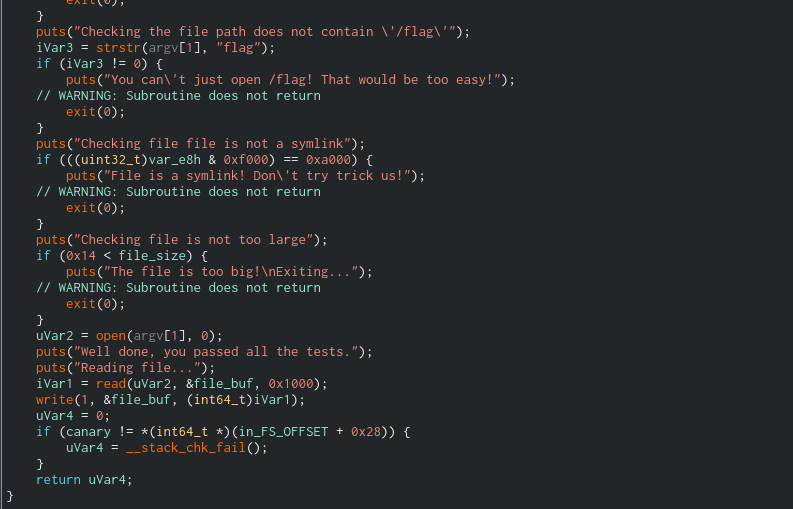 exit(0);
}
puts("Checking the file path does not contain \'/flag\'");
iVar3 = strstr(argv[1], "flag");
if (iVar3 != 0) {
puts("You can\'t just open /flag! That would be too easy!");
// WARNING: Subroutine does not return
exit(0);
}
puts("Checking file file is not a symlink");
if (((uint32_t)var_e8h & 0xf000) == 0xa000) {
puts("File is a symlink! Don\'t try trick us!");
// WARNING: Subroutine does not return
exit(0);
}
puts("Checking file is not too large");
if (0x14 < file_size) {
puts("The file is too big!\nExiting...");
// WARNING: Subroutine does not return
exit(0);
}
uVar2 = open(argv[1], 0);
puts("Well done, you passed all the tests.");
puts("Reading file...");
iVar1 = read(uVar2, &file_buf, 0x1000);
write(1, &file_buf, (int64_t)iVar1);
uVar4 = 0;
if (canary != *(int64_t *)(in_FS_OFFSET + 0x28)) {
uVar4 = __stack_chk_fail();
}
return uVar4;
}